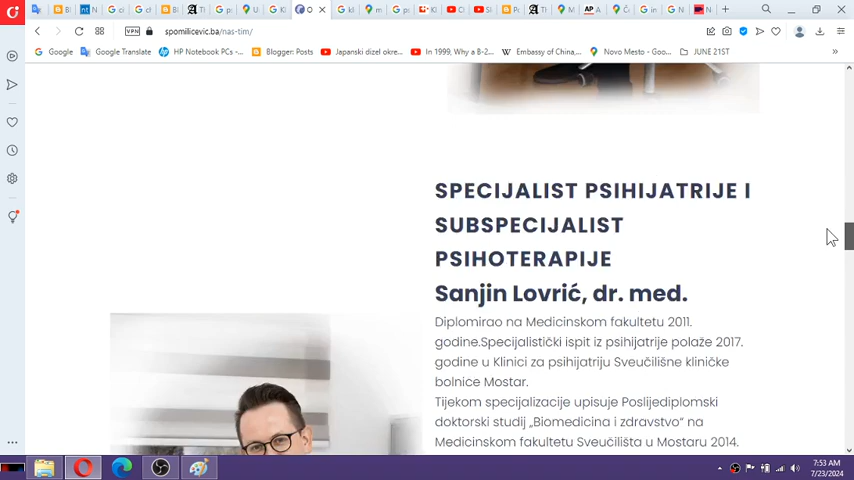 spomilicevic.ba/nas-tim/
VPN
Google
Google Translate
HP Notebook PCs -...
Blogger: Posts
Japanski dizel okre...
In 1999, Why a B-2...
Embassy of China,...
Novo Mesto - Goo...
JUNE 21ST
SPECIJALIST PSIHIJATRIJE I
SUBSPECIJALIST
PSIHOTERAPIJE
Sanjin Lovrić, dr. med.
Diplomirao na Medicinskom fakultetu 2011.
godine.Specijalistički ispit iz psihijatrije polaže 2017.
godine u Klinici za psihijatriju Sveučilišne kliničke
bolnice Mostar.
Tijekom specijalizacije upisuje Poslijediplomski
doktorski studij „Biomedicina i zdravstvo“ na
Medicinskom fakultetu Sveučilišta u Mostaru 2014.
7:53 AM
7/23/2024